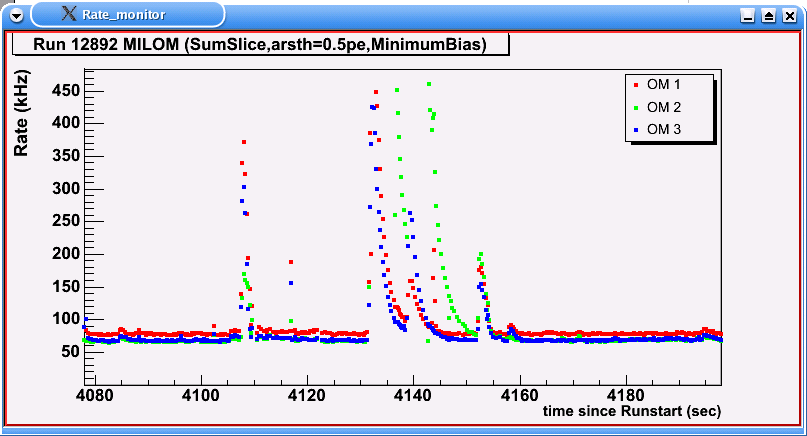 Rate_monitor
Run 12892 MILOM (SumSlice,arsth=0.5pe,MinimumBias)
Rate (kHz)
450
400
350
300
250
200
150
100
50
OM 1
OM 2
OM 3
4080 4100 4120 4140 4160 4180
time since Runstart (sec)